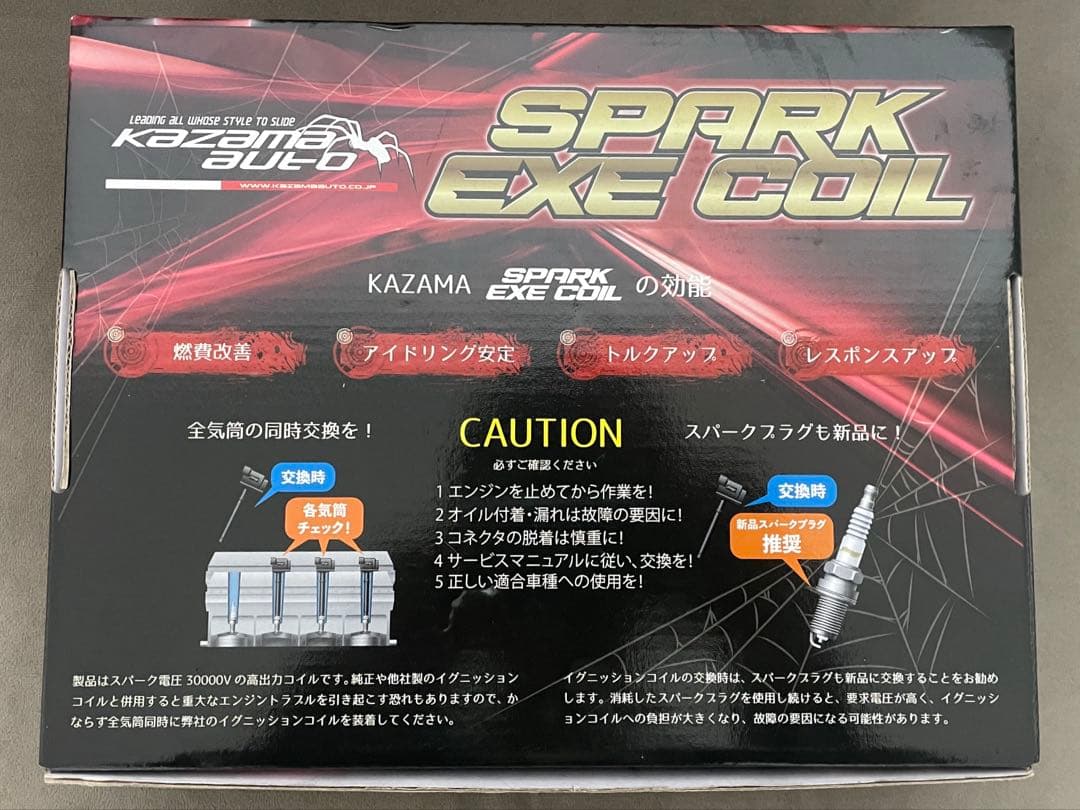 LEADING ALL WHOSE STYLE TO SLIDE
Kazama
auto
WWW.KAZAMAAUTO.CO.JP
SPARK
EXE COIL
KAZAMA SPARK EXE COIL の効能
燃費改善
アイドリング安定
トルクアップ
レスポンスアップ
全気筒の同時交換を！
交換時
各気筒
チェック！
CAUTION
必ずご確認ください
1 エンジンを止めてから作業を!
2 オイル付着・漏れは故障の要因に!
3 コネクタの脱着は慎重に!
4 サービスマニュアルに従い、交換を!
5 正しい適合車種への使用を!
スパークプラグも新品に！
交換時
新品スパークプラグ
推奨
製品はスパーク電圧 30000V の高出力コイルです。純正や他社製のイグニッション
コイルと併用すると重大なエンジントラブルを引き起こす恐れもありますので、か
ならず全気筒同時に弊社のイグニッションコイルを装着してください。
イグニッションコイルの交換時は、スパークプラグも新品に交換することをお勧め
します。消耗したスパークプラグを使用し続けると、要求電圧が高く、イグニッシ
ョンコイルへの負担が大きくなり、故障の要因になる可能性があります。